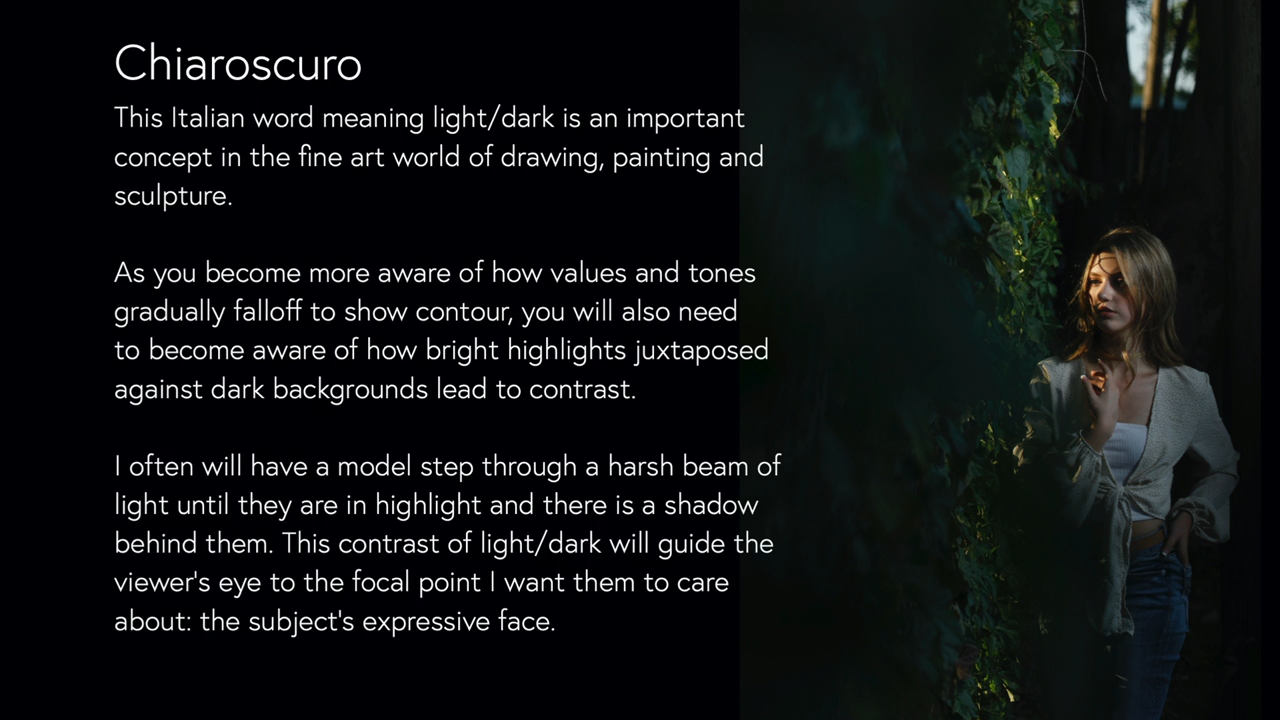 Chiaroscuro
This Italian word meaning light/dark is an important
concept in the fine art world of drawing, painting and
sculpture.
As you become more aware of how values and tones
gradually falloff to show contour, you will also need
to become aware of how bright highlights juxtaposed
against dark backgrounds lead to contrast.
I often will have a model step through a harsh beam of
light until they are in highlight and there is a shadow
behind them. This contrast of light/dark will guide the
viewer's eye to the focal point I want them to care
about: the subject's expressive face.